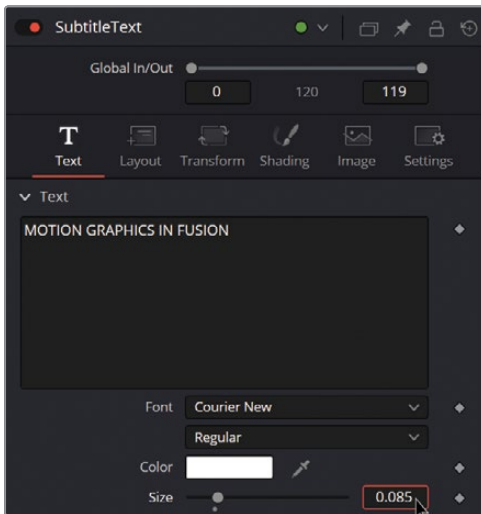 SubtitleText
Global In/Out
0 120 119
T
Text Layout Transform Shading Image Settings
Text
MOTION GRAPHICS IN FUSION
Font Courier New
Regular
Color
Size 0.085